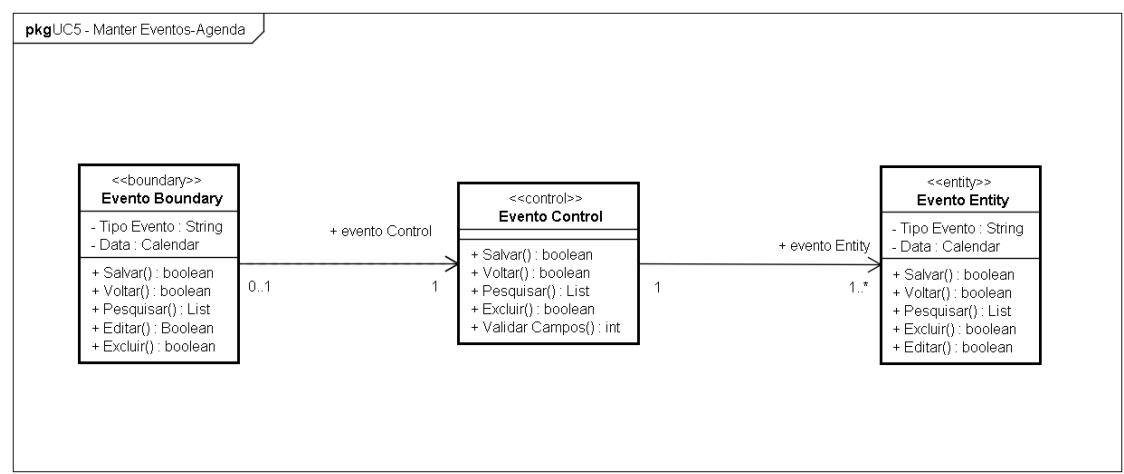 pkgUC5 - Manter Eventos-Agenda
<<boundary>>
Evento Boundary
- Tipo Evento : String
- Data : Calendar
+ Salvar() : boolean
+ Voltar() : boolean
+ Pesquisar() : List
+ Editar() : Boolean
+ Excluir() : boolean
+ evento Control
0..1
1
<<control>>
Evento Control
+ Salvar() : boolean
+ Voltar() : boolean
+ Pesquisar() : List
+ Excluir() : boolean
+ Validar Campos() : int
+ evento Entity
1
1..*
<<entity>>
Evento Entity
- Tipo Evento : String
- Data : Calendar
+ Salvar() : boolean
+ Voltar() : boolean
+ Pesquisar() : List
+ Excluir() : boolean
+ Editar() : boolean